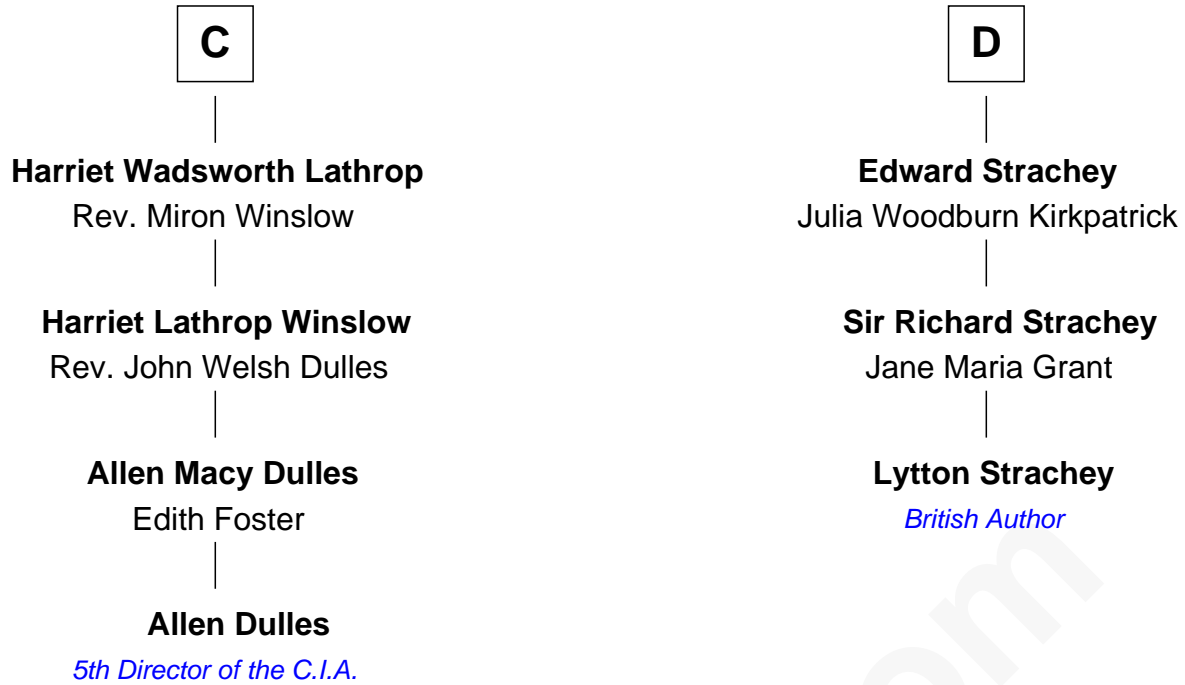 C
Harriet Wadsworth Lathrop
Rev. Miron Winslow
Harriet Lathrop Winslow
Rev. John Welsh Dulles
Allen Macy Dulles
Edith Foster
Allen Dulles
5th Director of the C.I.A.
D
Edward Strachey
Julia Woodburn Kirkpatrick
Sir Richard Strachey
Jane Maria Grant
Lytton Strachey
British Author
om